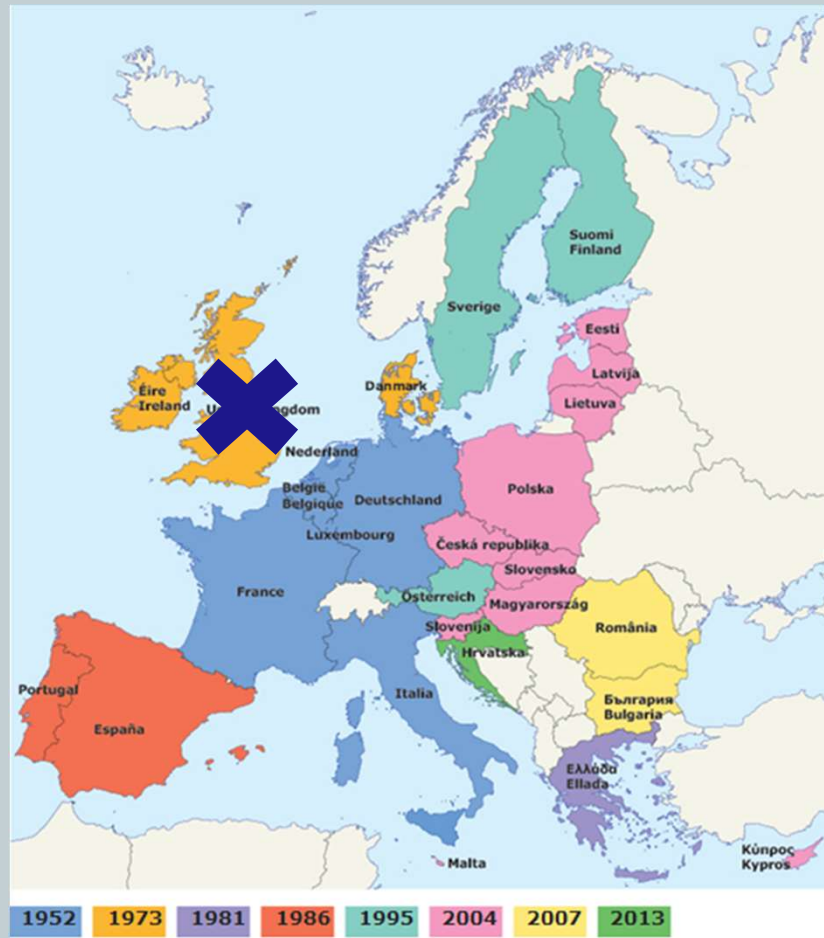 Suomi
Finland
Sverige
Eesti
Latvija
Lietuva
Danmark
Éire
Ireland
gdom
Nederland
België
Belgique
Deutschland
Polska
Luxembourg
Česká republika
Slovensko
France
Österreich
Magyarország
Slovenija
Hrvatska
România
Italia
Portugal
España
България
Bulgaria
Ελλάδα
Ellada
Malta
Κύπρος
Kypros
1952 1973 1981 1986 1995 2004 2007 2013